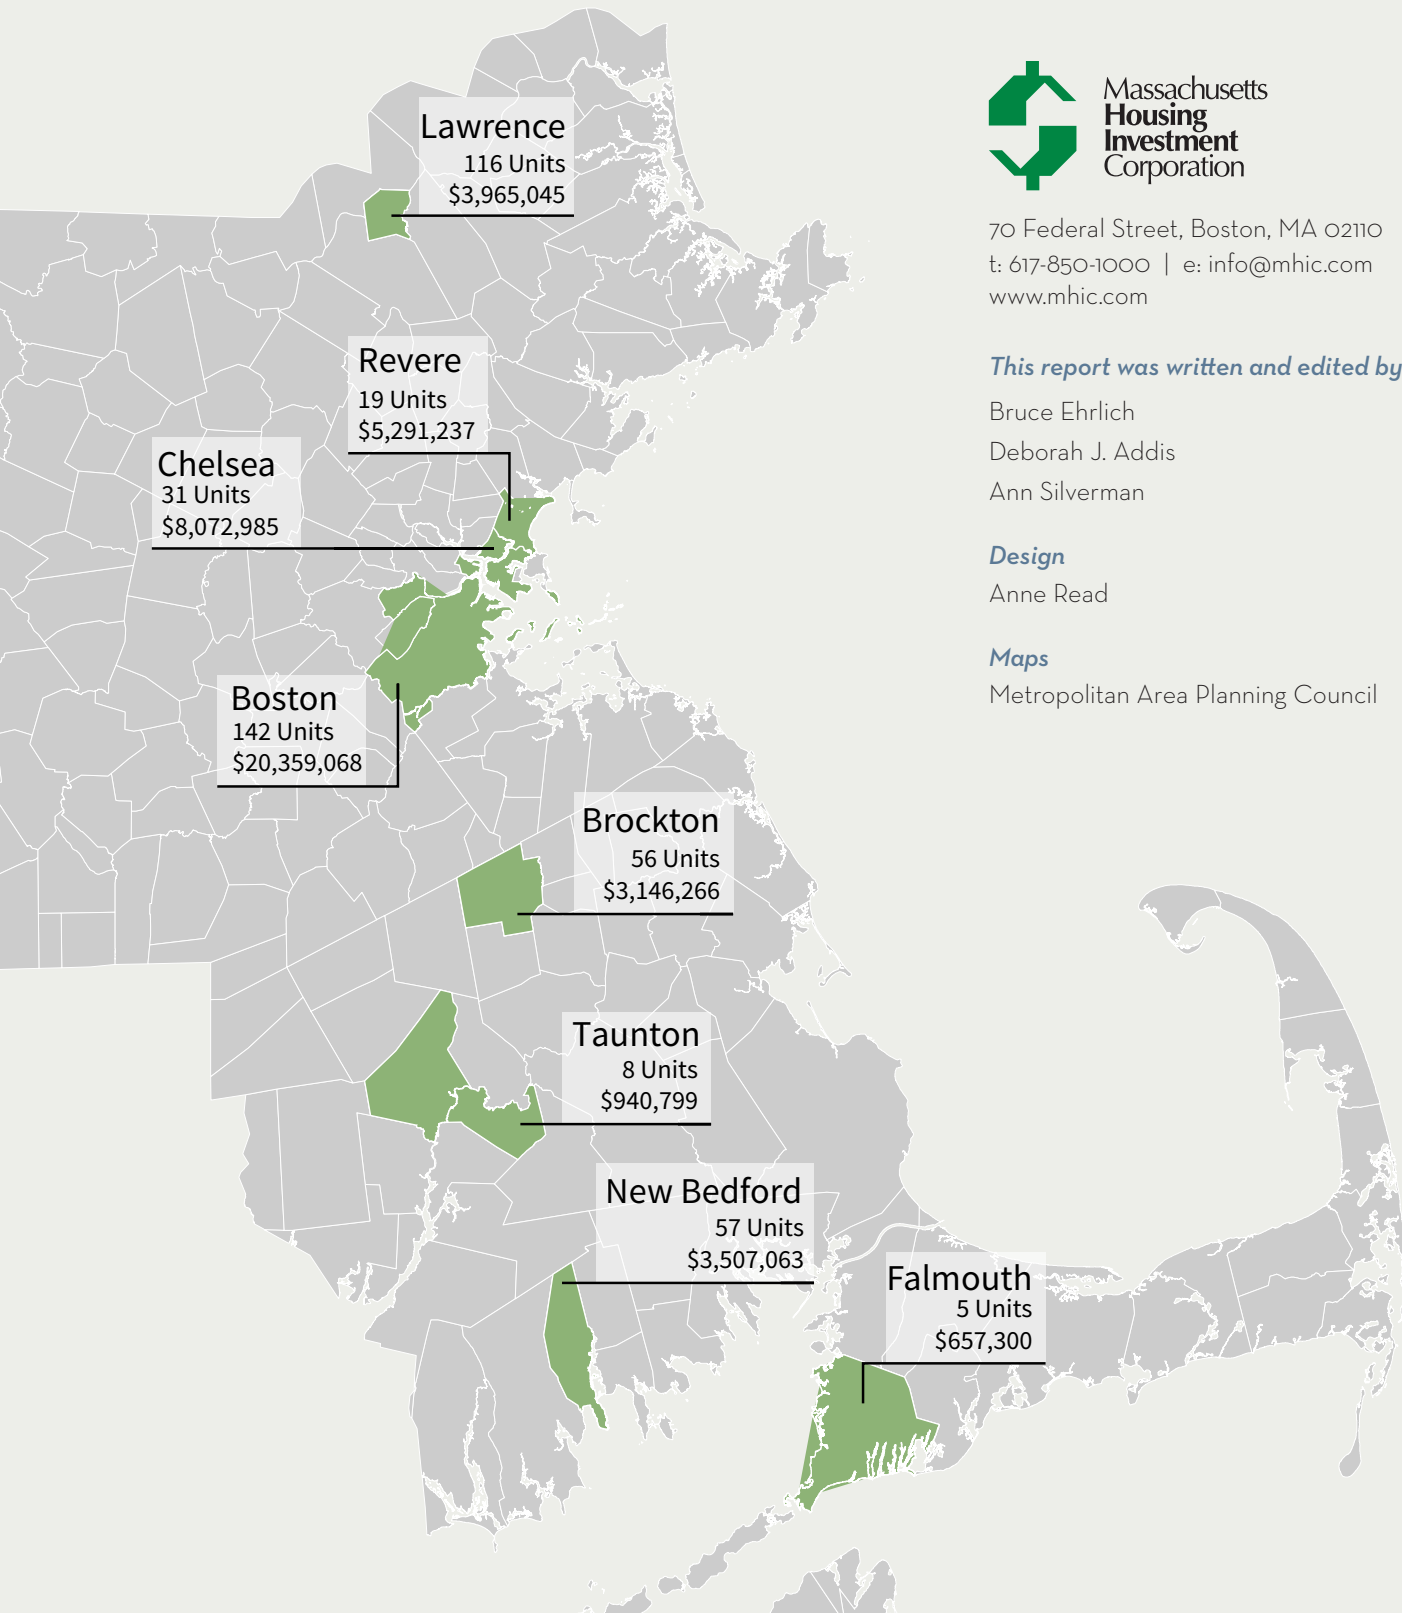 Lawrence
116 Units
$3,965,045
Revere
19 Units
$5,291,237
Chelsea
31 Units
$8,072,985
Boston
142 Units
$20,359,068
Brockton
56 Units
$3,146,266
Taunton
8 Units
$940,799
New Bedford
57 Units
$3,507,063
Falmouth
5 Units
$657,300
Massachusetts
Housing
Investment
Corporation
70 Federal Street, Boston, MA 02110
t: 617-850-1000 | e: info@mhic.com
www.mhic.com
This report was written and edited by
Bruce Ehrlich
Deborah J. Addis
Ann Silverman
Design
Anne Read
Maps
Metropolitan Area Planning Council